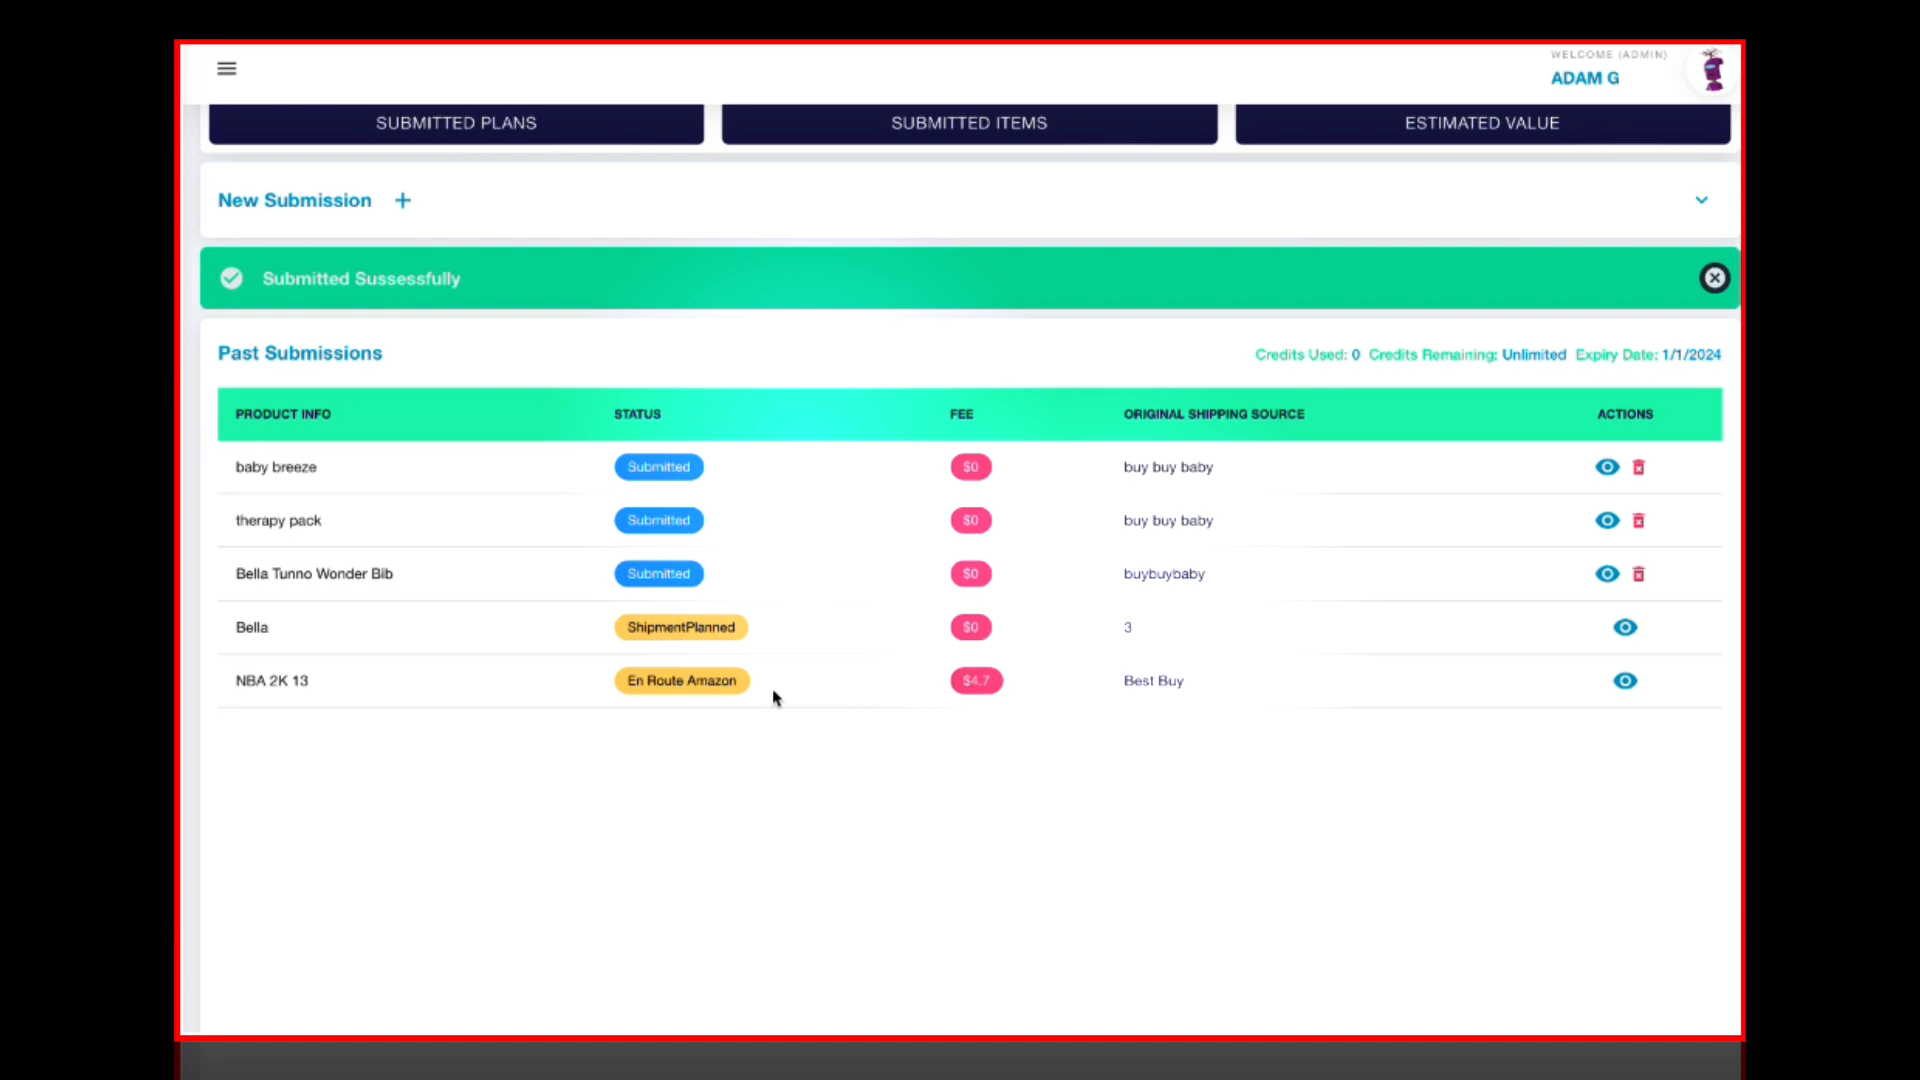 WELCOME (ADMIN)
ADAM G
SUBMITTED PLANS SUBMITTED ITEMS ESTIMATED VALUE
New Submission +
Submitted Sussessfully
Past Submissions Credits Used: 0 Credits Remaining: Unlimited Expiry Date: 1/1/2024
PRODUCT INFO STATUS FEE ORIGINAL SHIPPING SOURCE ACTIONS
baby breeze Submitted $0 buy buy baby
therapy pack Submitted $0 buy buy baby
Bella Tunno Wonder Bib Submitted $0 buybuybaby
Bella ShipmentPlanned $0 3
NBA 2K 13 En Route Amazon $4.7 Best Buy